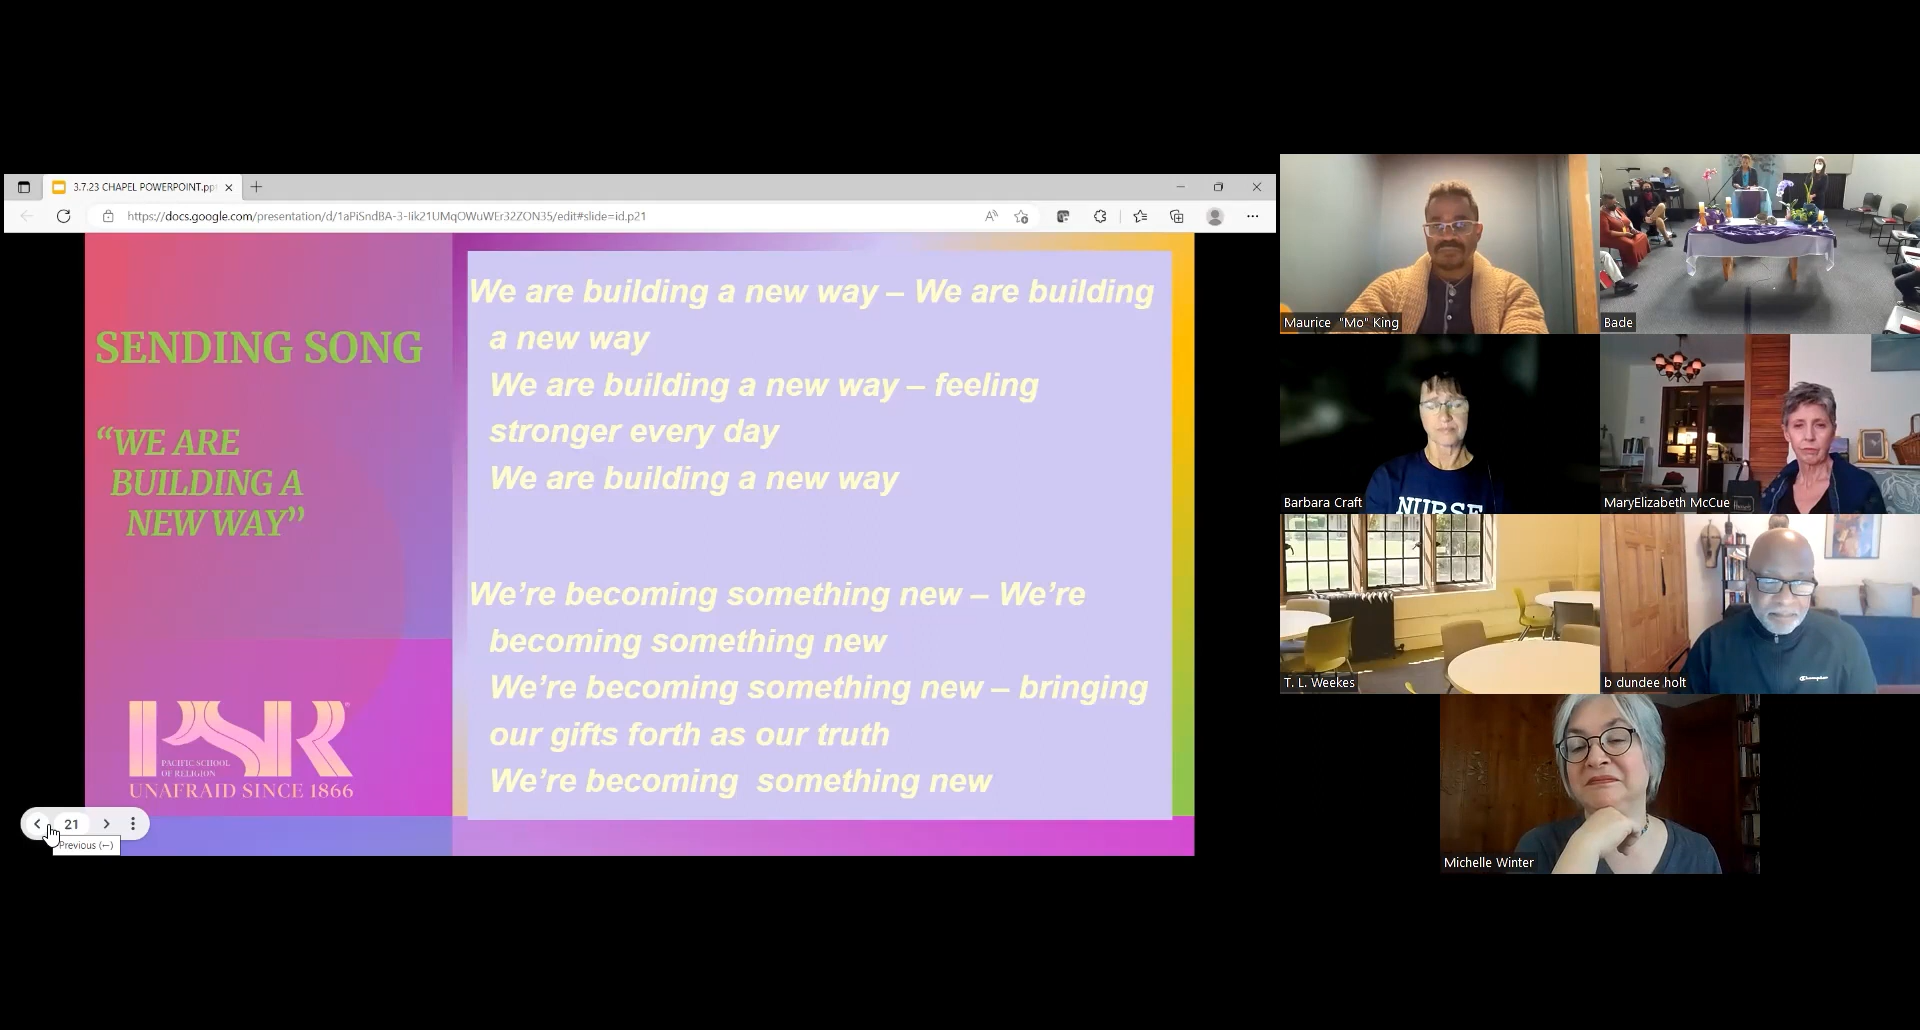 3.7.23 CHAPEL POWERPOINT.pp
https://docs.google.com/presentation/d/1aPiSndBA-3-Iik21UMqOWuWEr32ZON35/edit#slide=id.p21
SENDING SONG
“WE ARE
BUILDING A
NEW WAY”
PSR
PACIFIC SCHOOL
OF RELIGION
UNAFRAID SINCE 1866
21
Previous (←)
We are building a new way – We are building
a new way
We are building a new way – feeling
stronger every day
We are building a new way
We’re becoming something new – We’re
becoming something new
We’re becoming something new – bringing
our gifts forth as our truth
We’re becoming  something new
Maurice "Mo" King
Bade
Barbara Craft
NURSE
MaryElizabeth McCue
T. L. Weekes
b dundee holt
Champion
Michelle Winter